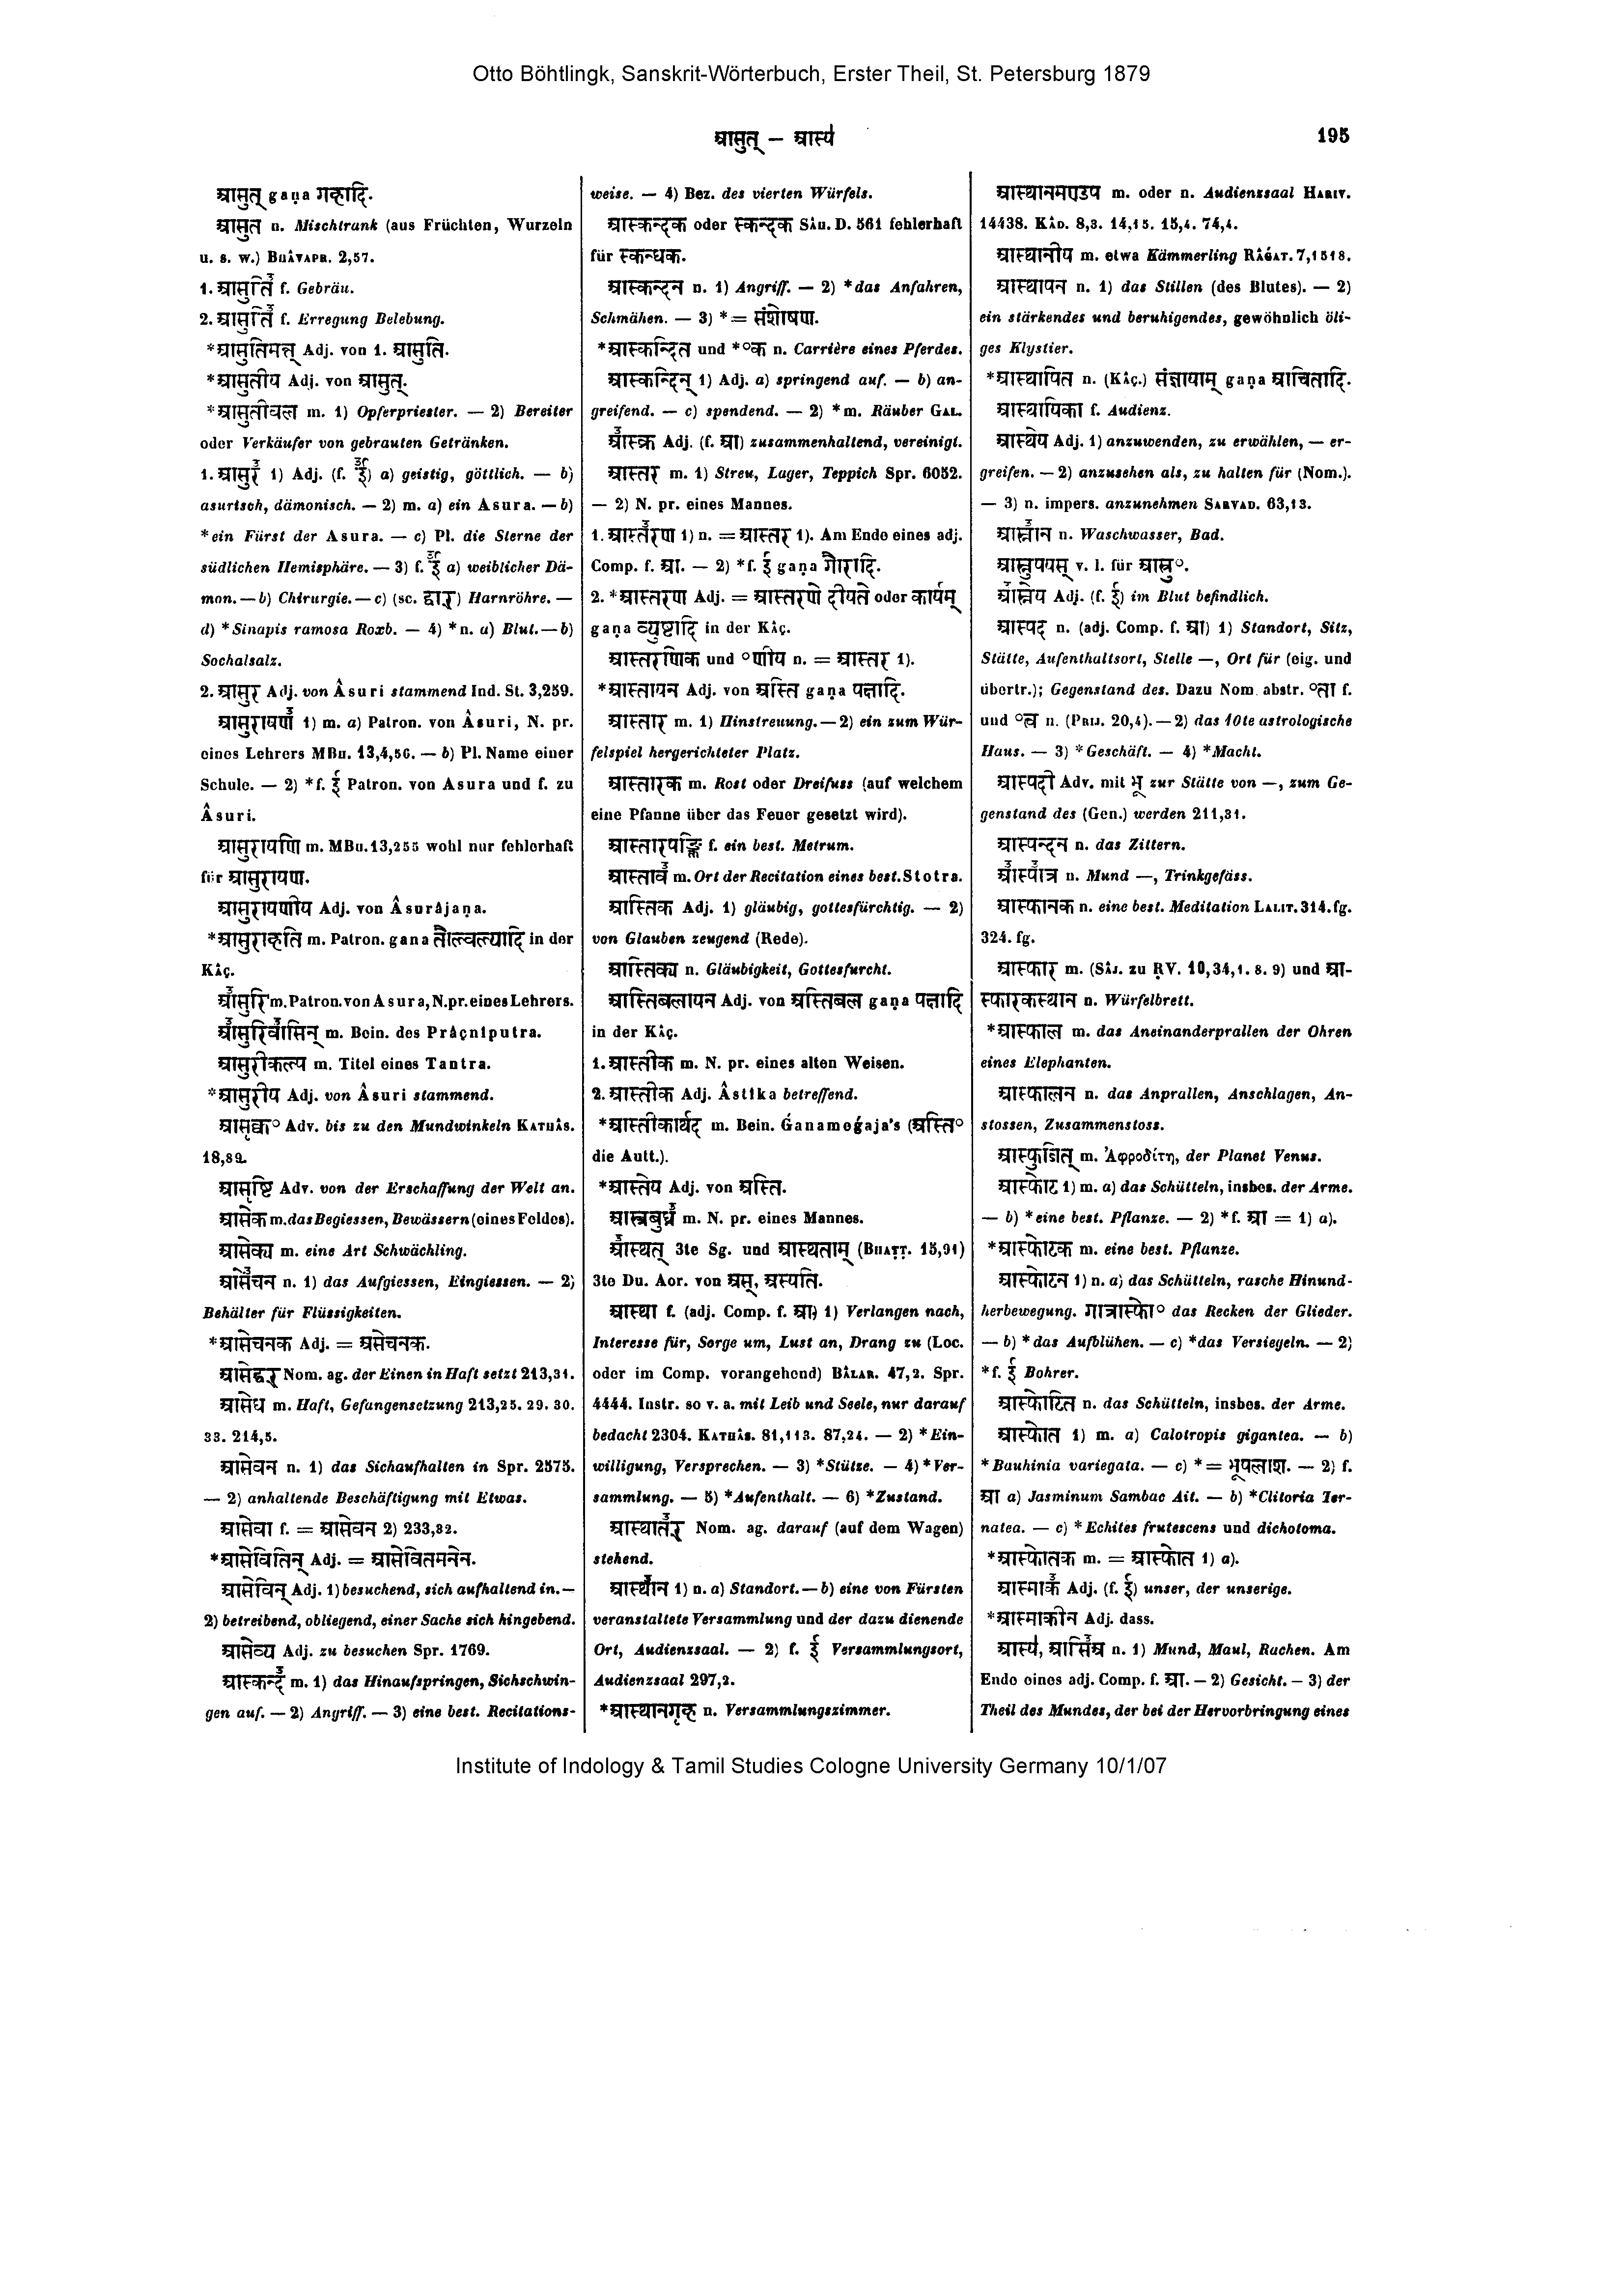 Otto Böhtlingk, Sanskrit-Wörterbuch, Erster Theil, St. Petersburg 1879
आसुत् — आस्य
195
आसुत् gaṇa गहादि.
आसुत n. Mischtrank (aus Früchten, Wurzeln
u. s. w.) BHÂVAPR. 2,57.
1. आसुति f. Gebräu.
2. आसुति f. Erregung Belebung.
*आसुतिमत् Adj. von 1. आसुति.
*आसुतीय Adj. von आसुत्.
*आसुतीवल m. 1) Opferpriester. — 2) Bereiter
oder Verkäufer von gebrauten Getränken.
1. आसुर 1) Adj. (f. ई) a) geistig, göttlich. — b)
asurisch, dämonisch. — 2) m. a) ein Asura. — b)
*ein Fürst der Asura. — c) Pl. die Sterne der
südlichen Hemisphäre. — 3) f. ई a) weiblicher Dä-
mon. — b) Chirurgie. — c) (sc. द्वार्) Harnröhre. —
d) *Sinapis ramosa Roxb. — 4) *n. a) Blut. — b)
Sochalsalz.
2. आसुर Adj. von Âsuri stammend Ind. St. 3,259.
आसुरायण 1) m. a) Patron. von Âsuri, N. pr.
eines Lehrers MBH. 13,4,56. — b) Pl. Name einer
Schule. — 2) *f. ई Patron. von Asura und f. zu
Âsuri.
आसुरायणि m. MBH. 13,255 wohl nur fehlerhaft
für आसुरायण.
आसुरायणीय Adj. von Âsurâjaṇa.
*आसुराहति m. Patron. gana तौल्वल्यादि in der
KÂÇ.
आसुरि m. Patron. von Asura, N. pr. eines Lehrers.
आसुरिवासिन् m. Bein. des Prâçnîputra.
आसुरीकल्प m. Titel eines Tantra.
*आसुरीय Adj. von Âsuri stammend.
आसृक्क° Adv. bis zu den Mundwinkeln KATHÂS.
18,89.
आसृष्टि Adv. von der Erschaffung der Welt an.
आसेक m. das Begiessen, Bewässern (eines Feldes).
आसेक्य m. eine Art Schwächling.
आसेचन n. 1) das Aufgiessen, Eingiessen. — 2)
Behälter für Flüssigkeiten.
*आसेचनक Adj. = असेचनक.
आसेद्धर् Nom. ag. der Einen in Haft setzt 213,31.
आसेध m. Haft, Gefangensetzung 213,25. 29. 30.
33. 214,5.
आसेवन n. 1) das Sichaufhalten in Spr. 2575.
— 2) anhaltende Beschäftigung mit Etwas.
आसेवा f. = आसेवन 2) 233,32.
*आसेवितिन् Adj. = आसेवितमनेन.
आसेविन् Adj. 1) besuchend, sich aufhaltend in. —
2) betreibend, obliegend, einer Sache sich hingebend.
आसेव्य Adj. zu besuchen Spr. 1769.
आस्कन्द m. 1) das Hinaufspringen, Sichschwin-
gen auf. — 2) Angriff. — 3) eine best. Recitations-
weise. — 4) Bez. des vierten Würfels.
आस्कन्दक oder स्कन्दक SÂH. D. 561 fehlerhaft
für स्कन्धक.
आस्कन्दन n. 1) Angriff. — 2) *das Anfahren,
Schmähen. — 3) * = संशोषण.
*आस्कन्दित und *°क n. Carrière eines Pferdes.
आस्कन्दिन् 1) Adj. a) springend auf. — b) an-
greifend. — c) spendend. — 2) *m. Räuber GAL.
आस्क्र Adj. (f. आ) zusammenhaltend, vereinigt.
आस्तर m. 1) Streu, Lager, Teppich Spr. 6052.
— 2) N. pr. eines Mannes.
1. आस्तरण 1) n. = आस्तर 1). Am Ende eines adj.
Comp. f. आ. — 2) *f. ई gaṇa गौरादि.
2. *आस्तरण Adj. = आस्तरणे दीयते oder कार्यम्
gaṇa व्युष्टादि in der KÂÇ.
आस्तरणिक und °णीय n. = आस्तर 1).
*आस्तायन Adj. von अस्ति gaṇa पक्षादि.
आस्तार m. 1) Hinstreuung. — 2) ein zum Wür-
felspiel hergerichteter Platz.
आस्तारक m. Rost oder Dreifuss (auf welchem
eine Pfanne über das Feuer gesetzt wird).
आस्तारपङ्क्ति f. ein best. Metrum.
आस्ताव m. Ort der Recitation eines best. Stotra.
आस्तिक Adj. 1) gläubig, gottesfürchtig. — 2)
von Glauben zeugend (Rede).
आस्तिक्य n. Gläubigkeit, Gottesfurcht.
आस्तिबलायन Adj. von अस्तिबल gaṇa पक्षादि
in der KÂÇ.
1. आस्तीक m. N. pr. eines alten Weisen.
2. आस्तीक Adj. Âstika betreffend.
*आस्तीकार्थद m. Bein. Ǵanameǵaja's (अस्ति°
die Autt.).
*आस्तेय Adj. von अस्ति.
आस्त्रबुध्न m. N. pr. eines Mannes.
आस्थत् 3te Sg. und आस्थताम् (BHAṬṬ. 15,91)
3te Du. Aor. von अस्, अस्यति.
आस्था f. (adj. Comp. f. आ) 1) Verlangen nach,
Interesse für, Sorge um, Lust an, Drang zu (Loc.
oder im Comp. vorangehend) BÂLAR. 47,2. Spr.
4444. Instr. so v. a. mit Leib und Seele, nur darauf
bedacht 2304. KATHÂS. 81,113. 87,24. — 2) *Ein-
willigung, Versprechen. — 3) *Stütze. — 4) *Ver-
sammlung. — 5) *Aufenthalt. — 6) *Zustand.
आस्थातर् Nom. ag. darauf (auf dem Wagen)
stehend.
आस्थान 1) n. a) Standort. — b) eine von Fürsten
veranstaltete Versammlung und der dazu dienende
Ort, Audienzsaal. — 2) f. ई Versammlungsort,
Audienzsaal 297,2.
*आस्थानगृह n. Versammlungszimmer.
आस्थानमण्डप m. oder n. Audienzsaal HARIV.
14438. KÂD. 8,3. 14,15. 15,4. 74,4.
आस्थानीय m. etwa Kämmerling RÂǴAT. 7,1518.
आस्थापन n. 1) das Stillen (des Blutes). — 2)
ein stärkendes und beruhigendes, gewöhnlich öli-
ges Klystier.
*आस्थापित n. (KÂÇ.) संज्ञायाम् gaṇa आचितादि.
आस्थायिका f. Audienz.
आस्थेय Adj. 1) anzuwenden, zu erwählen, — er-
greifen. — 2) anzusehen als, zu halten für (Nom.).
— 3) n. impers. anzunehmen SARVAD. 63,13.
आस्नान n. Waschwasser, Bad.
आस्नुपयस् v. l. für आस्रु°.
आस्नेय Adj. (f. ई) im Blut befindlich.
आस्पद n. (adj. Comp. f. आ) 1) Standort, Sitz,
Stätte, Aufenthaltsort, Stelle —, Ort für (eig. und
übertr.); Gegenstand des. Dazu Nom. abstr. °ता f.
und °त्व n. (PRIJ. 20,4). — 2) das 10te astrologische
Haus. — 3) *Geschäft. — 4) *Macht.
आस्पदी Adv. mit भू zur Stätte von —, zum Ge-
genstand des (Gen.) werden 211,31.
आस्पन्दन n. das Zittern.
आस्पात्र n. Mund —, Trinkgefäss.
आस्फानक n. eine best. Meditation LALIT. 314. fg.
324. fg.
आस्फार m. (SÂJ. zu ṚV. 10,34,1. 8. 9) und आ-
स्फारकस्थान n. Würfelbrett.
*आस्फाल m. das Aneinanderprallen der Ohren
eines Elephanten.
आस्फालन n. das Anprallen, Anschlagen, An-
stossen, Zusammenstoss.
आस्फुजित् m. Ἀφροδίτη, der Planet Venus.
आस्फोट 1) m. a) das Schütteln, insbes. der Arme.
— b) *eine best. Pflanze. — 2) *f. आ = 1) a).
*आस्फोटक m. eine best. Pflanze.
आस्फोटन 1) n. a) das Schütteln, rasche Hinund-
herbewegung. गात्रास्फो° das Recken der Glieder.
— b) *das Aufblühen. — c) *das Versiegeln. — 2)
*f. ई Bohrer.
आस्फोटित n. das Schütteln, insbes. der Arme.
आस्फोत 1) m. a) Calotropis gigantea. — b)
*Bauhinia variegata. — c) * = भूपलाश. — 2) f.
आ a) Jasminum Sambac Ait. — b) *Clitoria Ter-
natea. — c) *Echites frutescens und dichotoma.
*आस्फोतक m. = आस्फोत 1) a).
आस्माक Adj. (f. ई) unser, der unserige.
*आस्माकीन Adj. dass.
आस्य, आसिअ n. 1) Mund, Maul, Rachen. Am
Ende eines adj. Comp. f. आ. — 2) Gesicht. — 3) der
Theil des Mundes, der bei der Hervorbringung eines
Institute of Indology & Tamil Studies Cologne University Germany 10/1/07